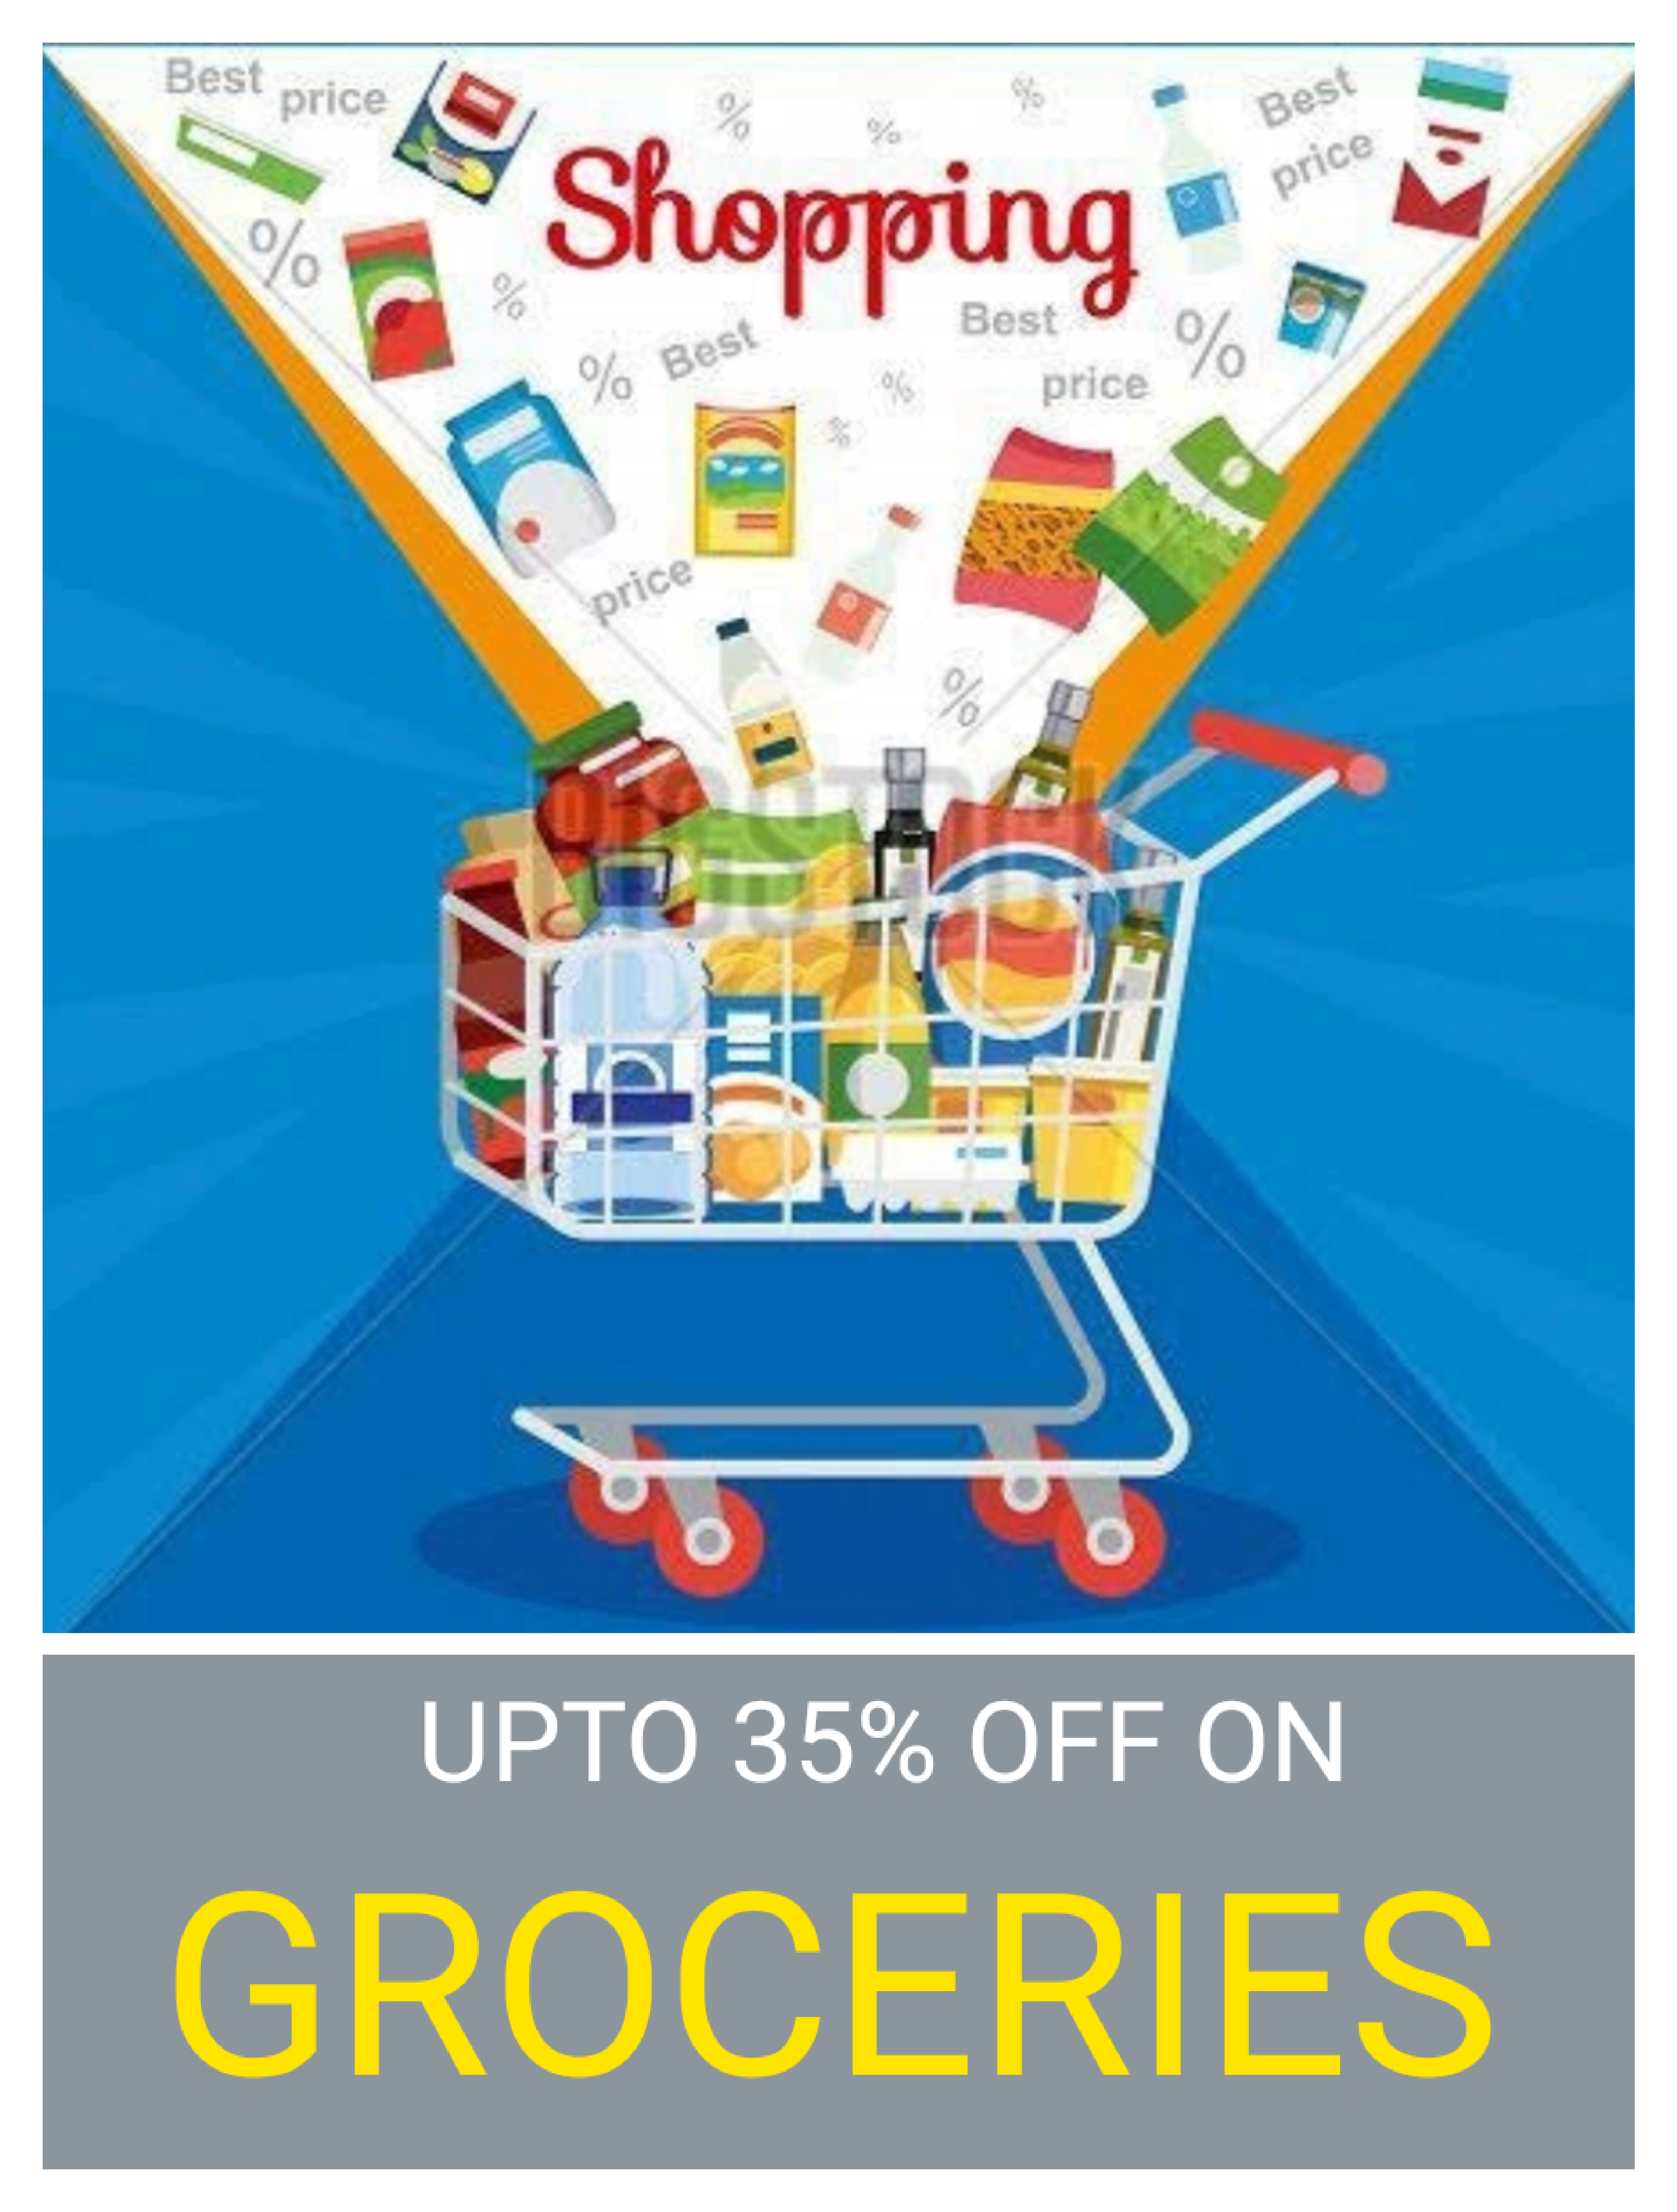 Best price
%
%
%
Best price
Shopping
%
%
Best
price
%
%
Best
price
%
%
%
%
UPTO 35% OFF ON
GROCERIES